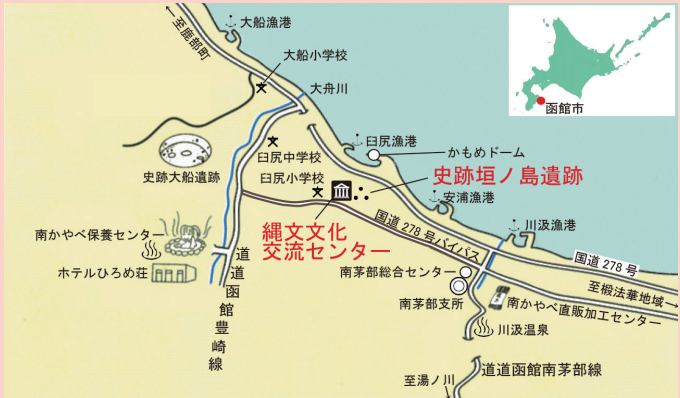 ←至鹿部町
大船漁港
大船小学校
大舟川
函館市
臼尻漁港
かもめドーム
臼尻中学校
史跡大船遺跡
臼尻小学校
史跡垣ノ島遺跡
安浦漁港
縄文文化
交流センター
国道278号バイパス
川汲漁港
南かやべ保養センター
ホテルひろめ荘
道道函館豊崎線
国道278号
至椴法華地域→
南茅部総合センター
南茅部支所
南かやべ直販加工センター
川汲温泉
道道函館南茅部線
至湯ノ川